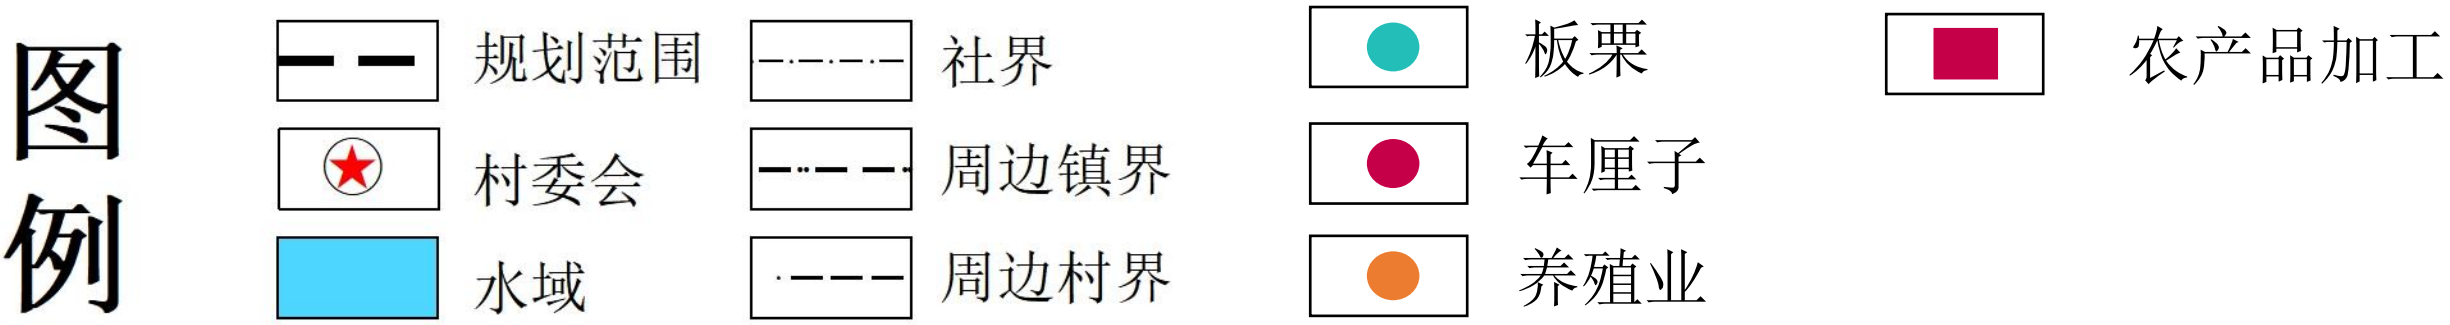 图例
规划范围
村委会
水域
社界
周边镇界
周边村界
板栗
车厘子
养殖业
农产品加工